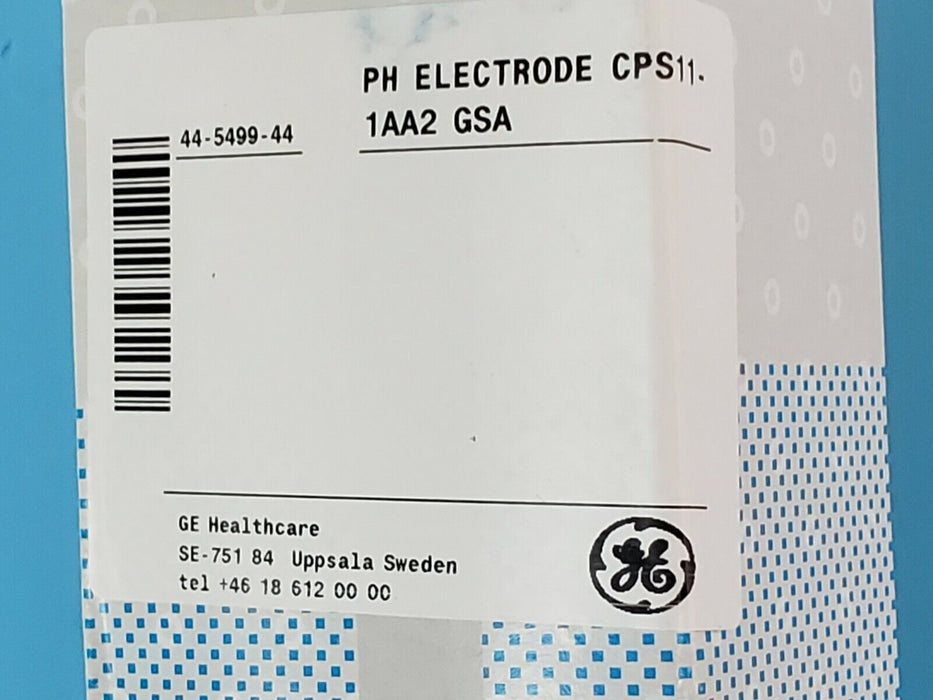 PH ELECTRODE CPS11.
1AA2 GSA
44-5499-44
GE Healthcare
SE-751 84 Uppsala Sweden
tel +46 18 612 00 00
GE